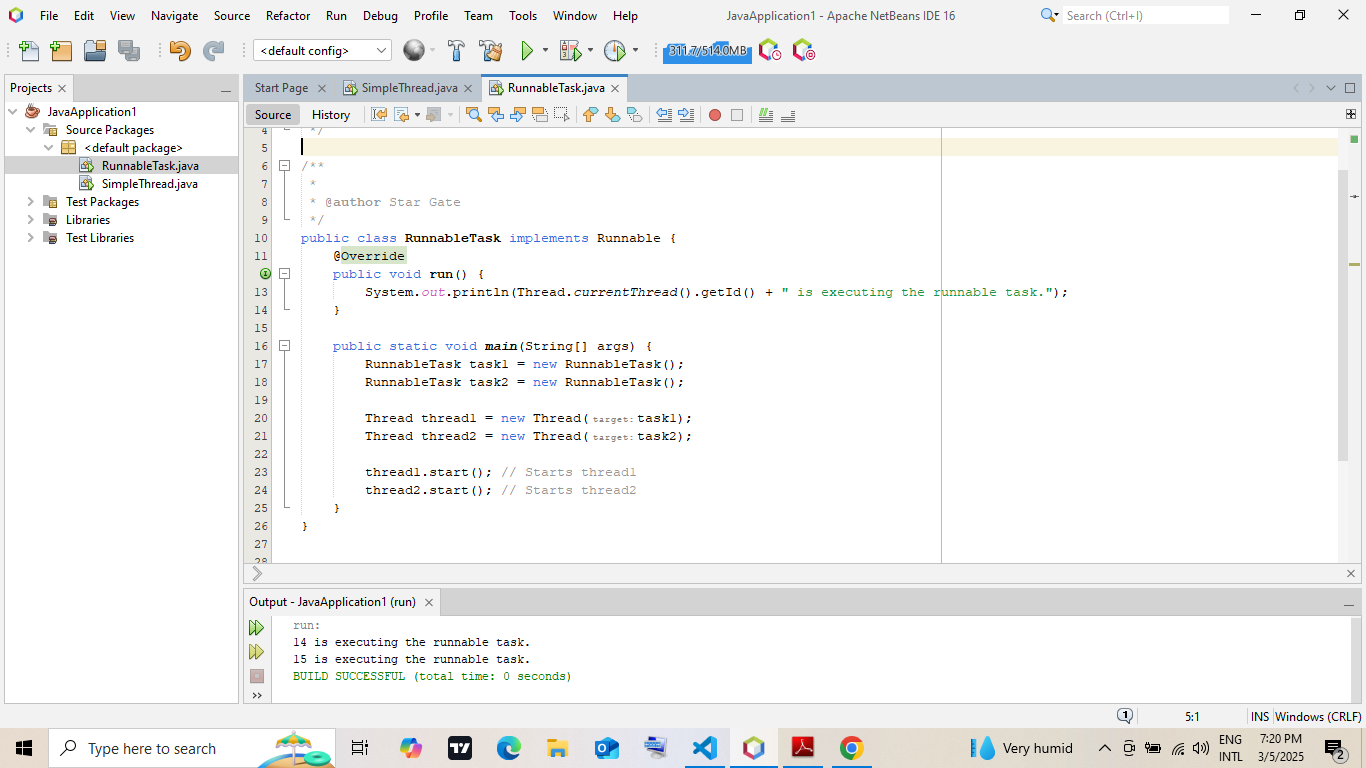 File Edit View Navigate Source Refactor Run Debug Profile Team Tools Window Help
JavaApplication1 - Apache NetBeans IDE 16
Search (Ctrl+I)
<default config>
311.7/514.0MB
Projects
JavaApplication1
Source Packages
<default package>
RunnableTask.java
SimpleThread.java
Test Packages
Libraries
Test Libraries
Start Page SimpleThread.java RunnableTask.java
Source History
4 */
5
6 /**
7 *
8 * @author Star Gate
9 */
10 public class RunnableTask implements Runnable {
11 @Override
public void run() {
13 System.out.println(Thread.currentThread().getId() + " is executing the runnable task.");
14 }
15
16 public static void main(String[] args) {
17 RunnableTask task1 = new RunnableTask();
18 RunnableTask task2 = new RunnableTask();
19
20 Thread thread1 = new Thread( target: task1);
21 Thread thread2 = new Thread( target: task2);
22
23 thread1.start(); // Starts thread1
24 thread2.start(); // Starts thread2
25 }
26 }
27
28
Output - JavaApplication1 (run)
run:
14 is executing the runnable task.
15 is executing the runnable task.
BUILD SUCCESSFUL (total time: 0 seconds)
1
5:1
INS
Windows (CRLF)
Type here to search
Very humid
ENG
INTL
7:20 PM
3/5/2025
2